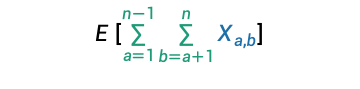 E [ ∑_{a=1}^{n−1} ∑_{b=a+1}^{n} X_{a,b} ]